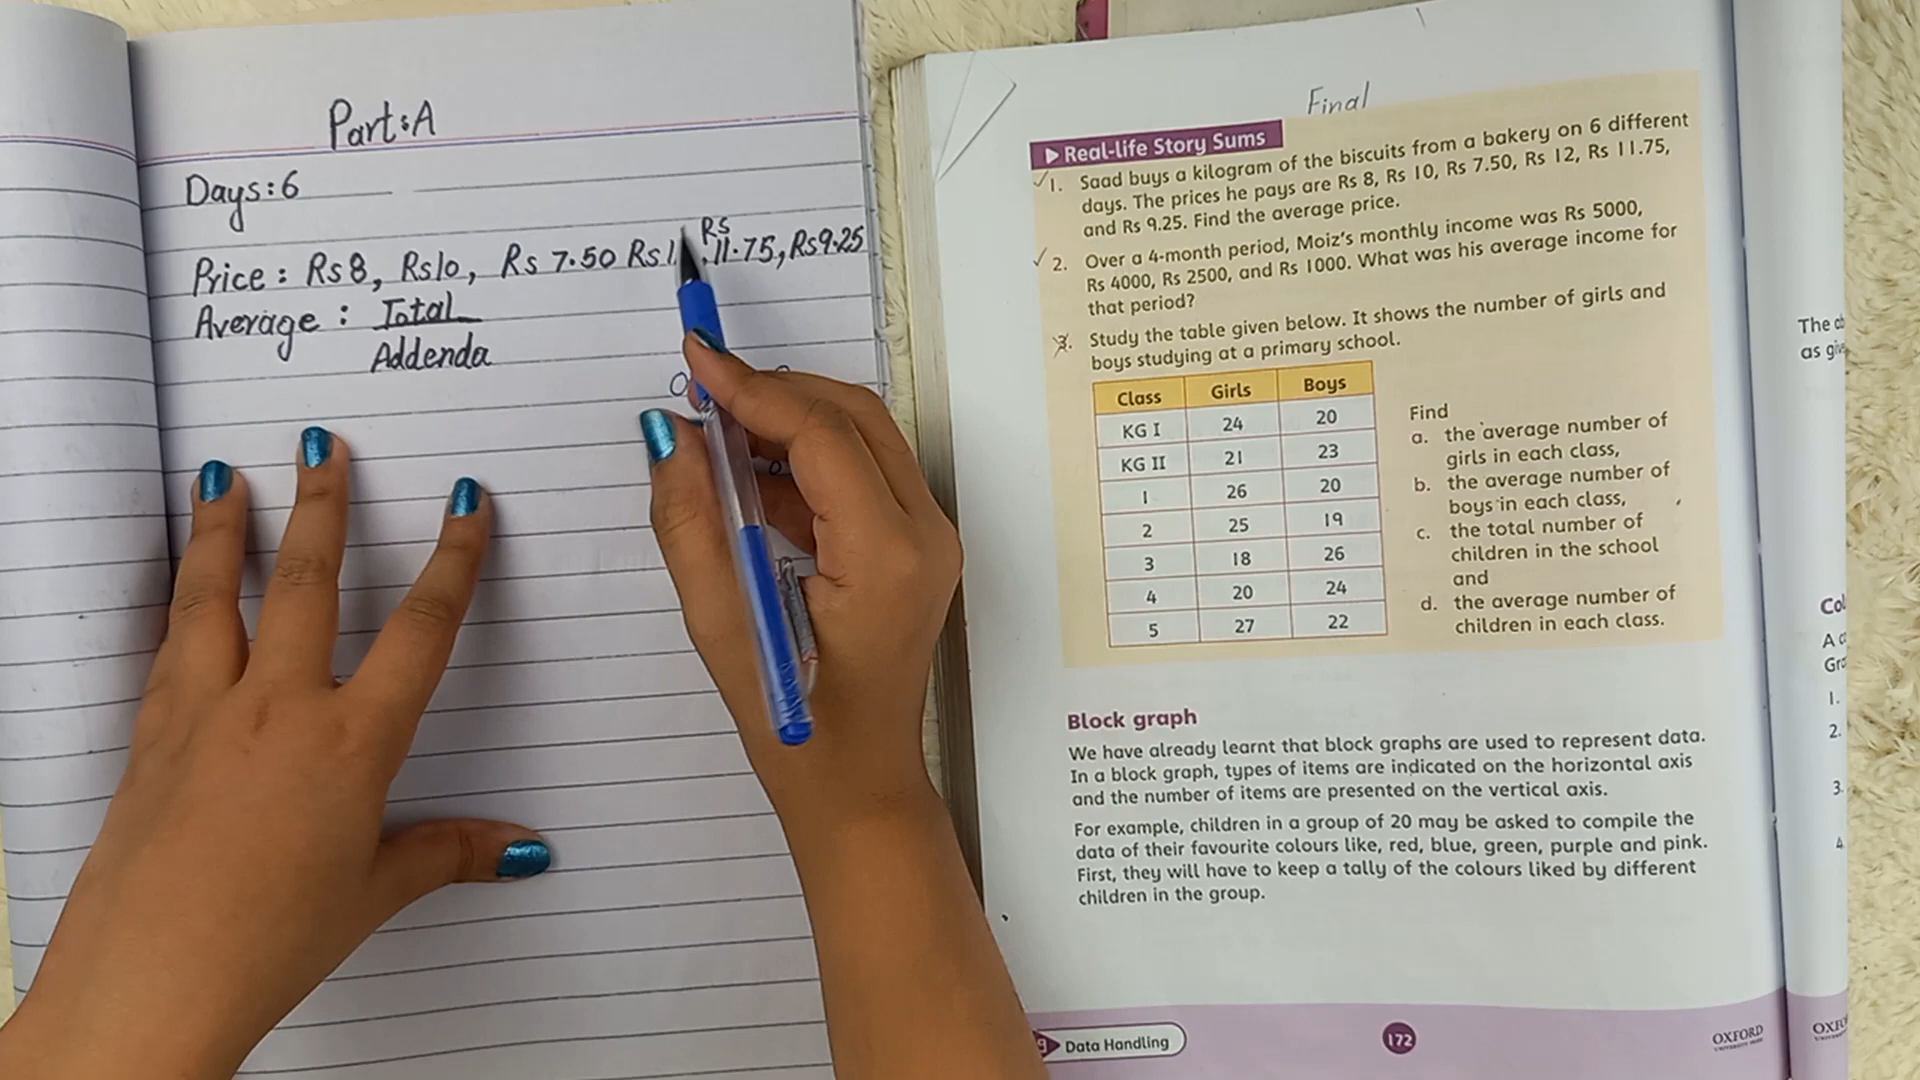 Part:A
Days:6
Price: Rs8, Rs10, Rs 7.50 Rs1 Rs 11.75, Rs9.25
Average: Total
Addenda
Final
Real-life Story Sums
1. Saad buys a kilogram of the biscuits from a bakery on 6 different
days. The prices he pays are Rs 8, Rs 10, Rs 7.50, Rs 12, Rs 11.75,
and Rs 9.25. Find the average price.
2. Over a 4-month period, Moiz's monthly income was Rs 5000,
Rs 4000, Rs 2500, and Rs 1000. What was his average income for
that period?
3. Study the table given below. It shows the number of girls and
boys studying at a primary school.
Class Girls Boys
KG I 24 20
KG II 21 23
1 26 20
2 25 19
3 18 26
4 20 24
5 27 22
Find
a. the average number of
girls in each class,
b. the average number of
boys in each class,
c. the total number of
children in the school
and
d. the average number of
children in each class.
Block graph
We have already learnt that block graphs are used to represent data.
In a block graph, types of items are indicated on the horizontal axis
and the number of items are presented on the vertical axis.
For example, children in a group of 20 may be asked to compile the
data of their favourite colours like, red, blue, green, purple and pink.
First, they will have to keep a tally of the colours liked by different
children in the group.
9 Data Handling
172
OXFORD
UNIVERSITY PRESS
The
as
1.
2.
3.
4.